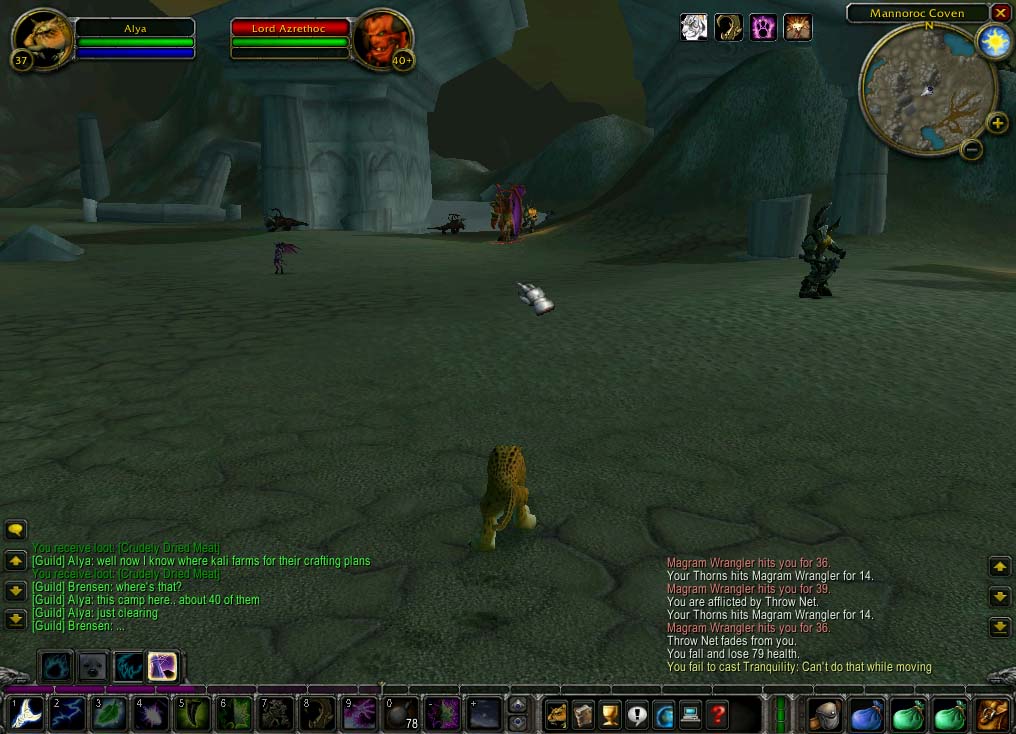 Alya
37
Lord Azrethoc
40+
Mannoroc Coven
N
You receive loot: [Crudely Dried Meat]
[Guild] Alya: well now I know where kali farms for their crafting plans
You receive loot: [Crudely Dried Meat]
[Guild] Brensen: where's that?
[Guild] Alya: this camp here.. about 40 of them
[Guild] Alya: just clearing
[Guild] Brensen: ...
Magram Wrangler hits you for 36.
Your Thorns hits Magram Wrangler for 14.
Magram Wrangler hits you for 39.
You are afflicted by Throw Net.
Your Thorns hits Magram Wrangler for 14.
Magram Wrangler hits you for 36.
Throw Net fades from you.
You fall and lose 79 health.
You fail to cast Tranquility: Can't do that while moving
1 2 3 4 5 6 7 8 9 0 - +
78